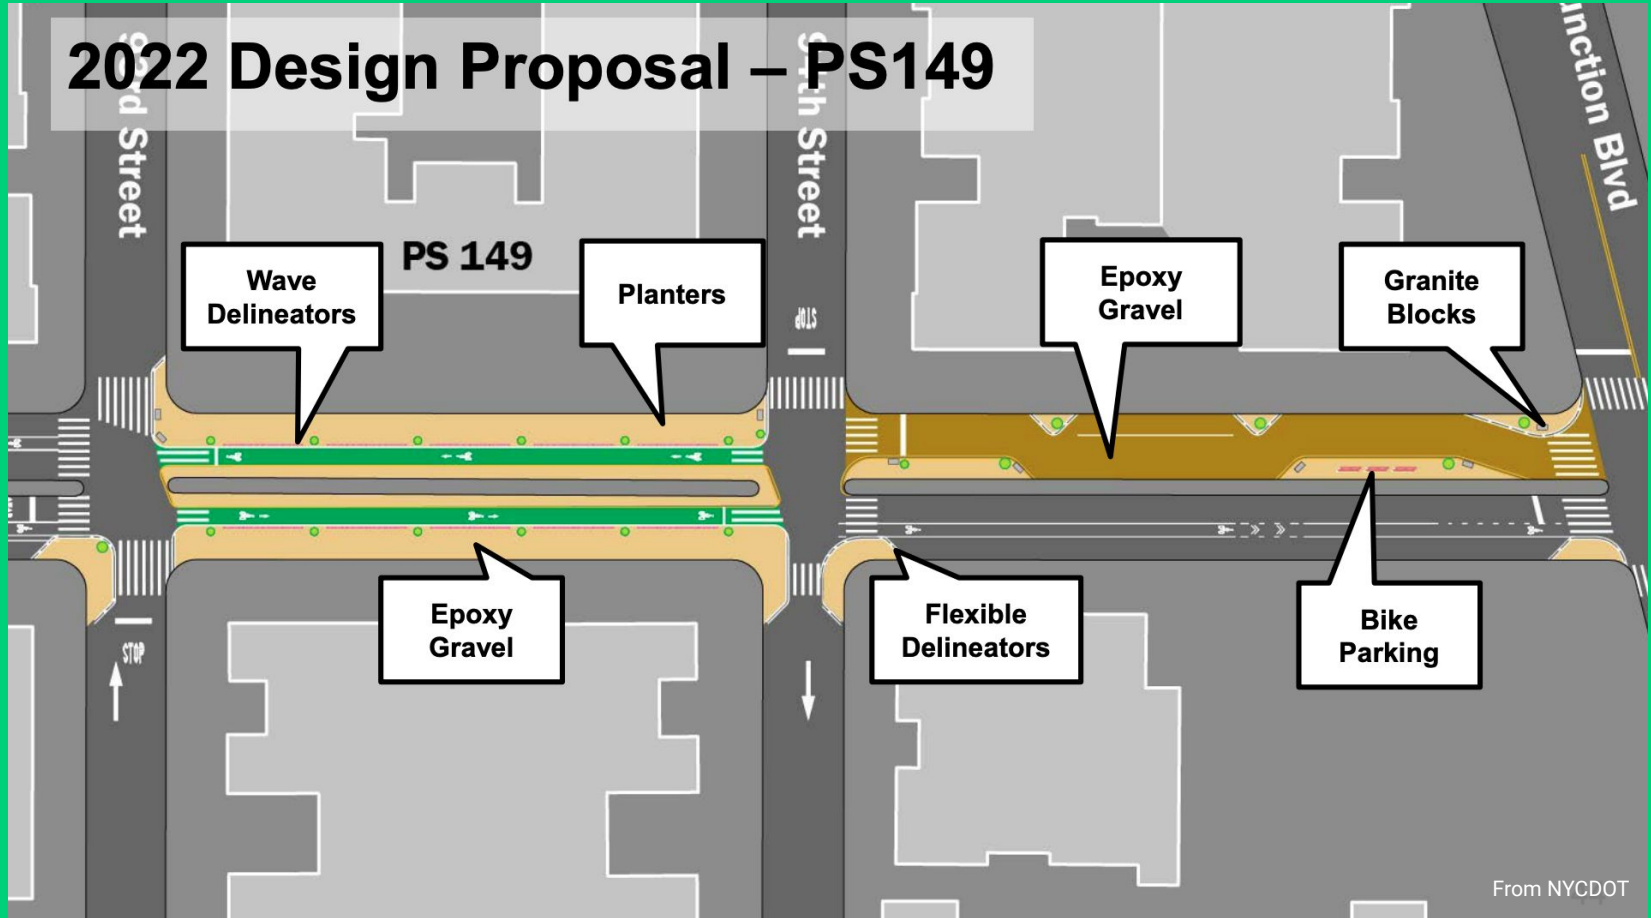 2022 Design Proposal – PS149
Street
Street
unction Blvd
PS 149
Wave
Delineators
Planters
Epoxy
Gravel
Granite
Blocks
STOP
Epoxy
Gravel
Flexible
Delineators
Bike
Parking
STOP
From NYCDOT